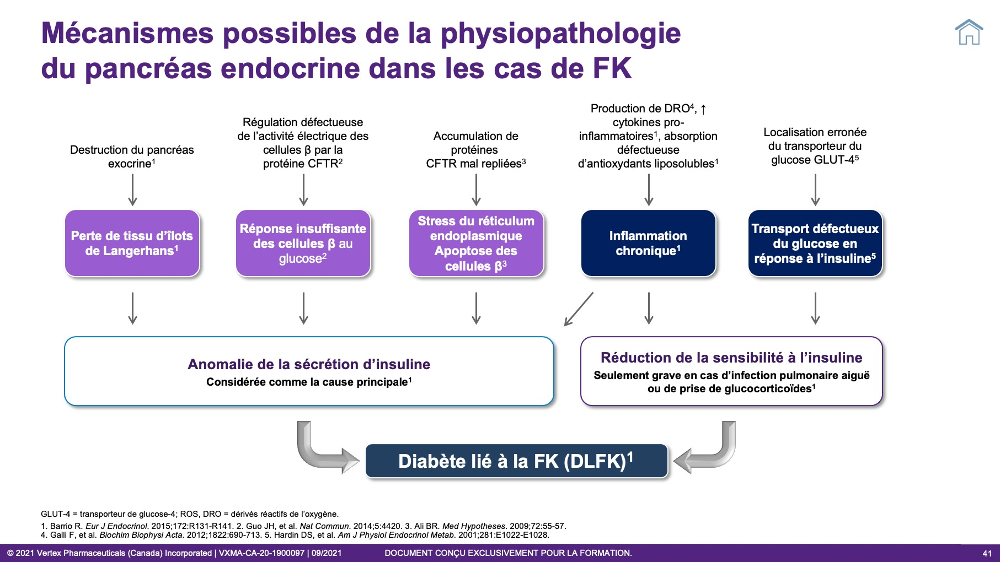 Mécanismes possibles de la physiopathologie
du pancréas endocrine dans les cas de FK
Destruction du pancréas
exocrine¹
Régulation défectueuse
de l’activité électrique des
cellules β par la
protéine CFTR²
Accumulation de
protéines
CFTR mal repliées³
Production de DRO⁴, ↑
cytokines pro-
inflammatoires¹, absorption
défectueuse
d’antioxydants liposolubles¹
Localisation erronée
du transporteur du
glucose GLUT-4⁵
Perte de tissu d’îlots
de Langerhans¹
Réponse insuffisante
des cellules β au
glucose²
Stress du réticulum
endoplasmique
Apoptose des
cellules β³
Inflammation
chronique¹
Transport défectueux
du glucose en
réponse à l’insuline⁵
Anomalie de la sécrétion d’insuline
Considérée comme la cause principale¹
Réduction de la sensibilité à l’insuline
Seulement grave en cas d’infection pulmonaire aiguë
ou de prise de glucocorticoïdes¹
Diabète lié à la FK (DLFK)¹
GLUT-4 = transporteur de glucose-4; ROS, DRO = dérivés réactifs de l’oxygène.
1. Barrio R. Eur J Endocrinol. 2015;172:R131-R141. 2. Guo JH, et al. Nat Commun. 2014;5:4420. 3. Ali BR. Med Hypotheses. 2009;72:55-57.
4. Galli F, et al. Biochim Biophysi Acta. 2012;1822:690-713. 5. Hardin DS, et al. Am J Physiol Endocrinol Metab. 2001;281:E1022-E1028.
© 2021 Vertex Pharmaceuticals (Canada) Incorporated | VXMA-CA-20-1900097 | 09/2021
DOCUMENT CONÇU EXCLUSIVEMENT POUR LA FORMATION.
41